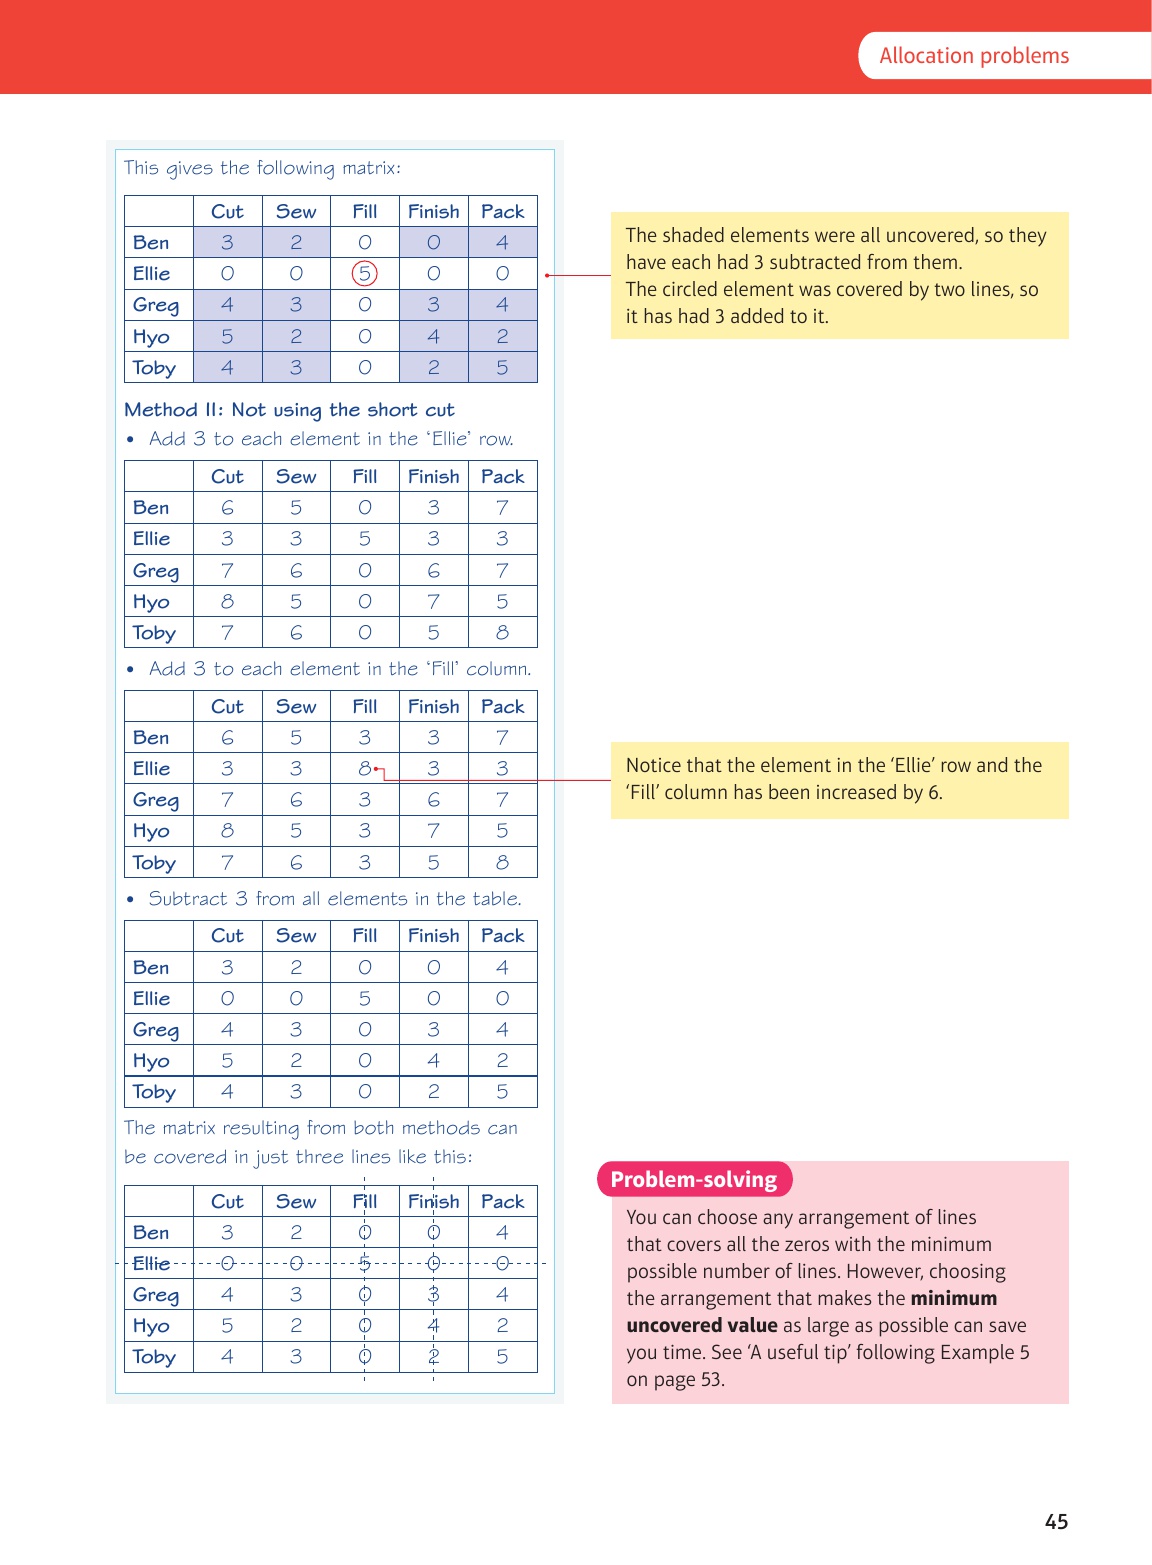 Allocation problems
This gives the following matrix:
Cut Sew Fill Finish Pack
Ben 3 2 0 0 4
Ellie 0 0 5 0 0
Greg 4 3 0 3 4
Hyo 5 2 0 4 2
Toby 4 3 0 2 5
The shaded elements were all uncovered, so they
have each had 3 subtracted from them.
The circled element was covered by two lines, so
it has had 3 added to it.
Method II: Not using the short cut
• Add 3 to each element in the ‘Ellie’ row.
Cut Sew Fill Finish Pack
Ben 6 5 0 3 7
Ellie 3 3 5 3 3
Greg 7 6 0 6 7
Hyo 8 5 0 7 5
Toby 7 6 0 5 8
• Add 3 to each element in the ‘Fill’ column.
Cut Sew Fill Finish Pack
Ben 6 5 3 3 7
Ellie 3 3 8 3 3
Greg 7 6 3 6 7
Hyo 8 5 3 7 5
Toby 7 6 3 5 8
Notice that the element in the ‘Ellie’ row and the
‘Fill’ column has been increased by 6.
• Subtract 3 from all elements in the table.
Cut Sew Fill Finish Pack
Ben 3 2 0 0 4
Ellie 0 0 5 0 0
Greg 4 3 0 3 4
Hyo 5 2 0 4 2
Toby 4 3 0 2 5
The matrix resulting from both methods can
be covered in just three lines like this:
Cut Sew Fill Finish Pack
Ben 3 2 0 0 4
Ellie 0 0 5 0 0
Greg 4 3 0 3 4
Hyo 5 2 0 4 2
Toby 4 3 0 2 5
Problem-solving
You can choose any arrangement of lines
that covers all the zeros with the minimum
possible number of lines. However, choosing
the arrangement that makes the minimum
uncovered value as large as possible can save
you time. See ‘A useful tip’ following Example 5
on page 53.
45